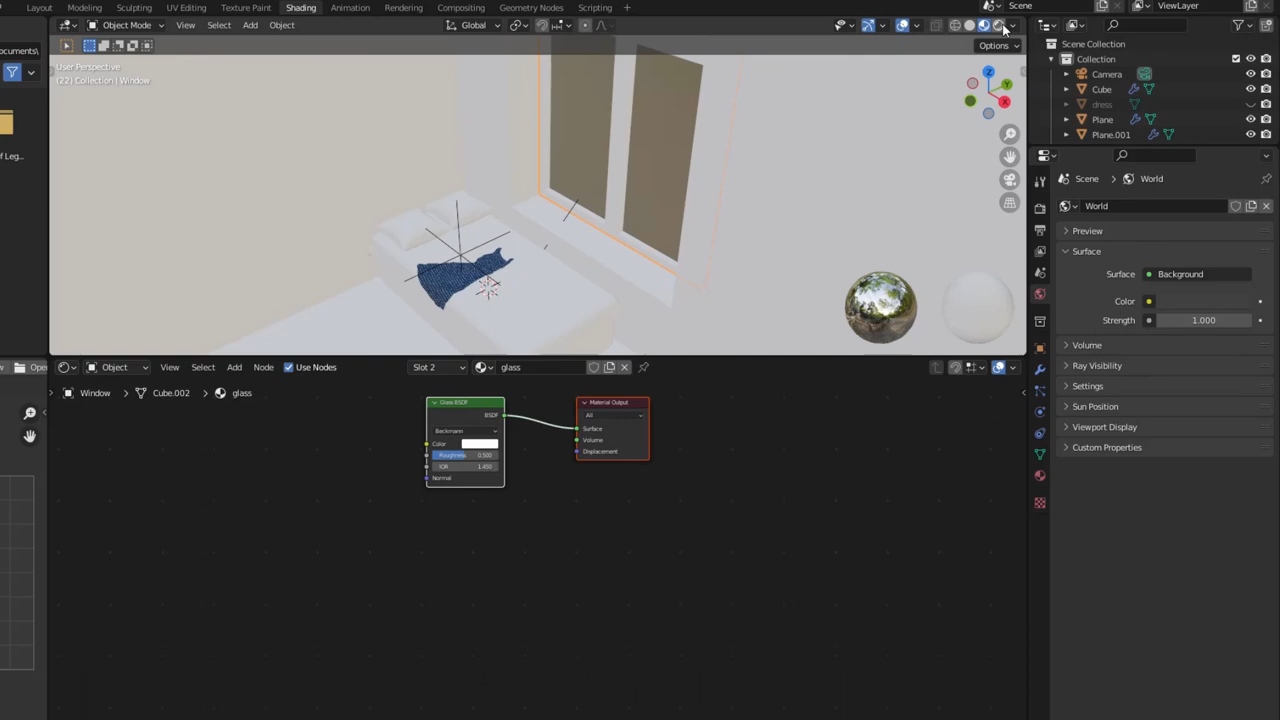 Layout Modeling Sculpting UV Editing Texture Paint Shading Animation Rendering Compositing Geometry Nodes Scripting + Scene ViewLayer
Object Mode View Select Add Object Global
Options
ocuments\
User Perspective
(22) Collection | Window
Z
Y
X
of Leg...
Scene Collection
Collection
Camera
Cube
dress
Plane
Plane.001
Scene > World
World
Preview
Surface
Surface Background
Color
Strength 1.000
Volume
Ray Visibility
Settings
Sun Position
Viewport Display
Custom Properties
Open
Object View Select Add Node Use Nodes Slot 2 glass
Window > Cube.002 > glass
Glass BSDF
BSDF
Beckmann
Color
Roughness 0.500
IOR 1.450
Normal
Material Output
All
Surface
Volume
Displacement